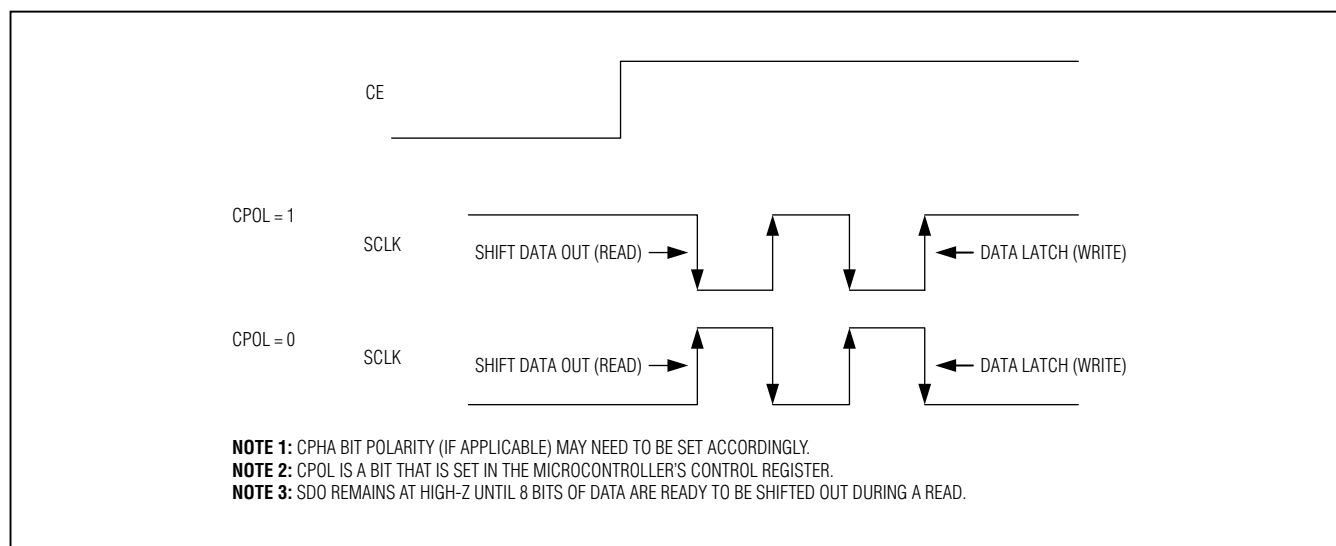 CE
CPOL = 1
SCLK
SHIFT DATA OUT (READ)
DATA LATCH (WRITE)
CPOL = 0
SCLK
SHIFT DATA OUT (READ)
DATA LATCH (WRITE)
NOTE 1: CPHA BIT POLARITY (IF APPLICABLE) MAY NEED TO BE SET ACCORDINGLY.
NOTE 2: CPOL IS A BIT THAT IS SET IN THE MICROCONTROLLER'S CONTROL REGISTER.
NOTE 3: SDO REMAINS AT HIGH-Z UNTIL 8 BITS OF DATA ARE READY TO BE SHIFTED OUT DURING A READ.